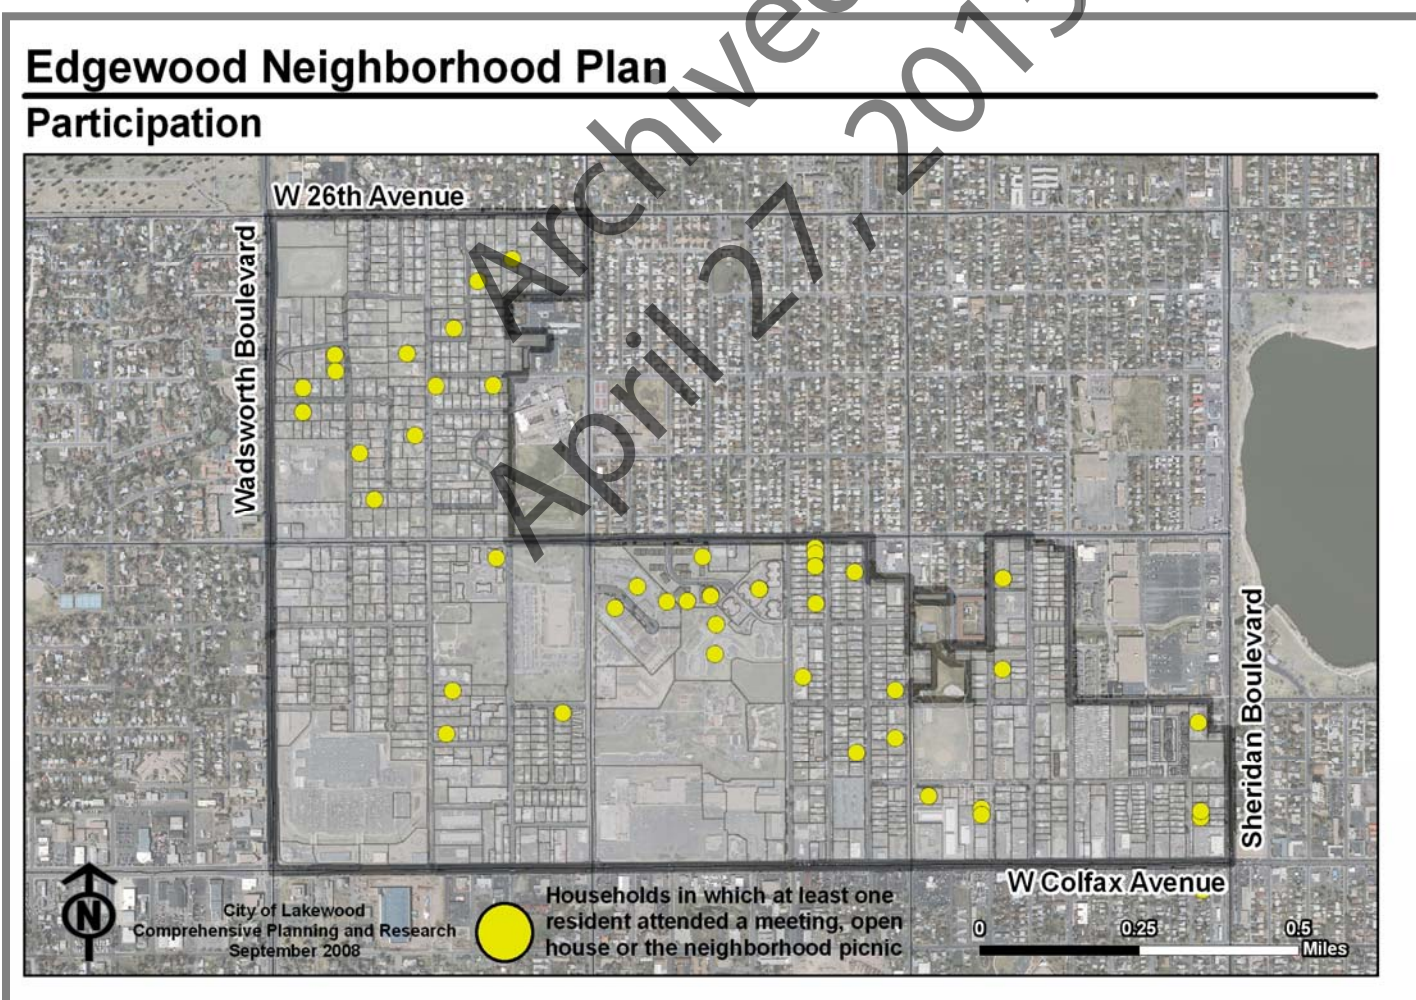 Edgewood Neighborhood Plan
Participation
Archived
April 27, 2015
W 26th Avenue
Wadsworth Boulevard
Sheridan Boulevard
W Colfax Avenue
N
City of Lakewood
Comprehensive Planning and Research
September 2008
Households in which at least one
resident attended a meeting, open
house or the neighborhood picnic
0 0.25 0.5
Miles